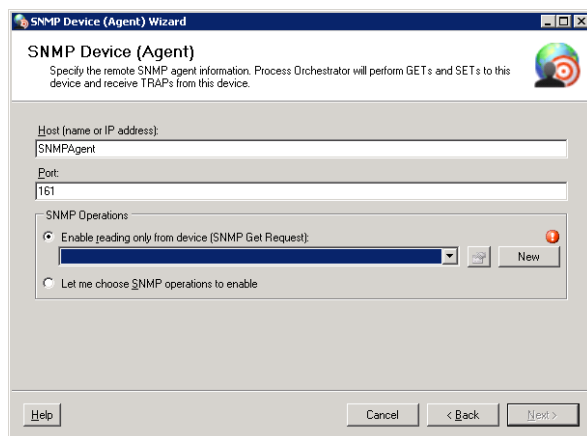 SNMP Device (Agent) Wizard
SNMP Device (Agent)
Specify the remote SNMP agent information. Process Orchestrator will perform GETs and SETs to this
device and receive TRAPs from this device.
Host (name or IP address):
SNMPAgent
Port:
161
SNMP Operations
Enable reading only from device (SNMP Get Request):
New
Let me choose SNMP operations to enable
Help
Cancel
< Back
Next >